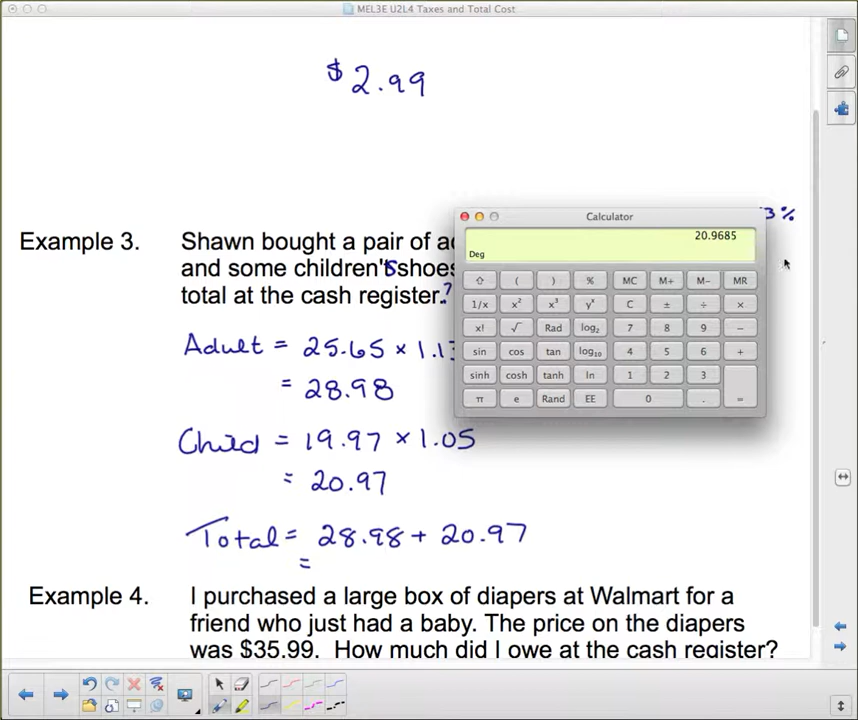 MEL3E U2L4 Taxes and Total Cost
$2.99
3%
Calculator
20.9685
Deg
( ) % MC M+ M- MR
1/x x² x³ yˣ C ± ÷ ×
x! √ Rad log₂ 7 8 9 −
sin cos tan log₁₀ 4 5 6 +
sinh cosh tanh ln 1 2 3
π e Rand EE 0 . =
Example 3. Shawn bought a pair of
and some children's shoes
total at the cash register.?
Adult = 25.65 × 1.13
= 28.98
Child = 19.97 × 1.05
= 20.97
Total = 28.98 + 20.97
=
Example 4. I purchased a large box of diapers at Walmart for a
friend who just had a baby. The price on the diapers
was $35.99. How much did I owe at the cash register?